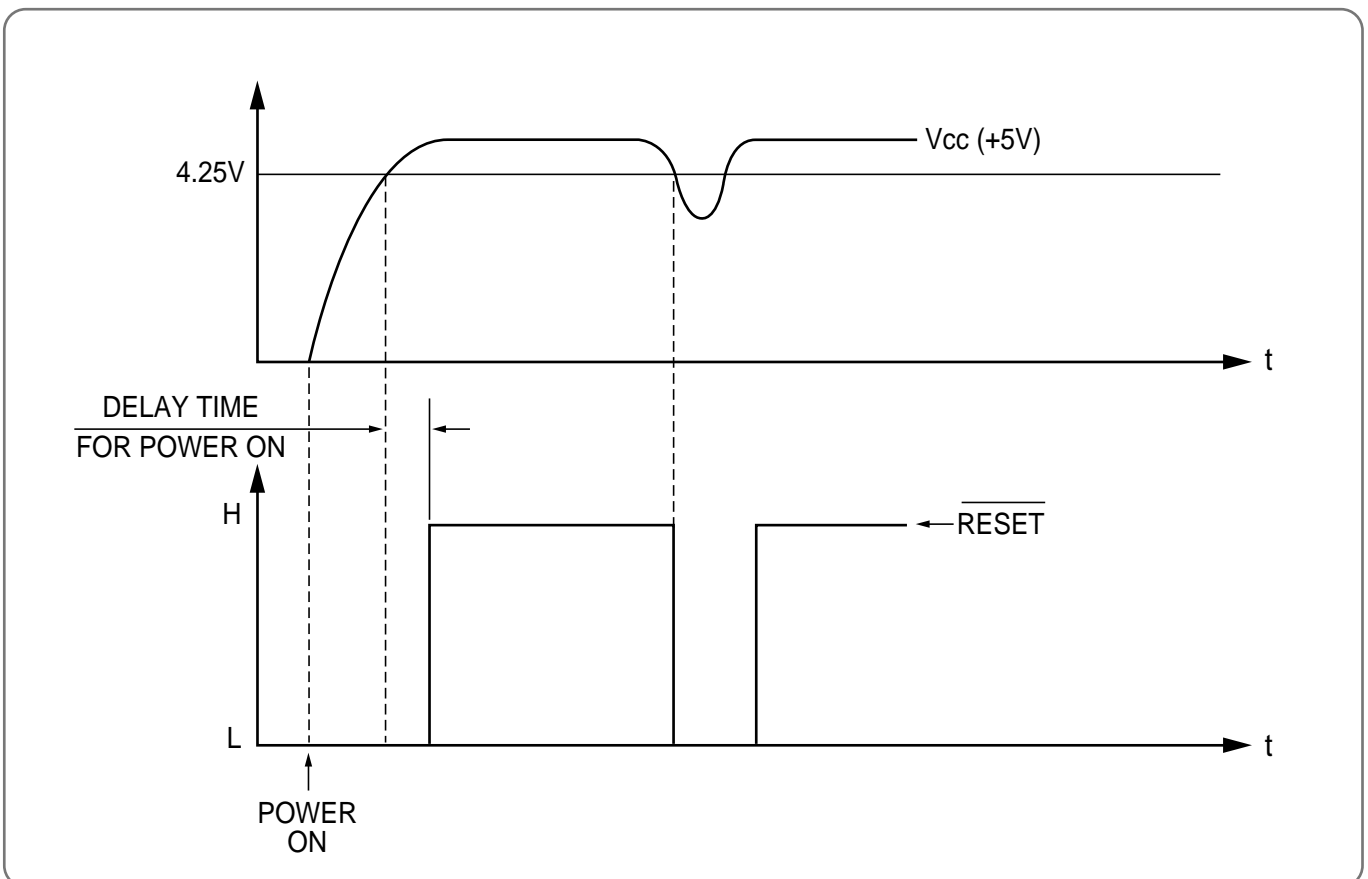 Vcc (+5V)
4.25V
t
DELAY TIME
FOR POWER ON
H
RESET
L
t
POWER
ON